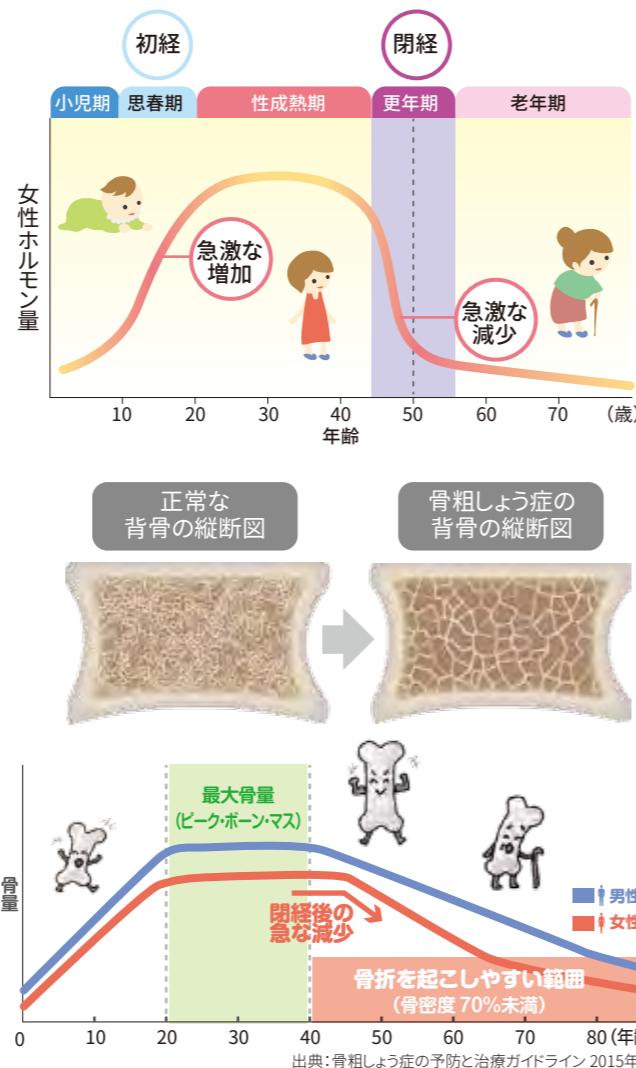 初経
閉経
小児期
思春期
性成熟期
更年期
老年期
女性ホルモン量
急激な
増加
急激な
減少
10 20 30 40 50 60 70 (歳)
年齢
正常な
背骨の縦断図
骨粗しょう症の
背骨の縦断図
最大骨量
(ピーク・ボーン・マス)
骨量
男性
女性
閉経後の
急な減少
骨折を起こしやすい範囲
(骨密度 70%未満)
0 10 20 30 40 50 60 70 80 (年齢
出典:骨粗しょう症の予防と治療ガイドライン 2015年